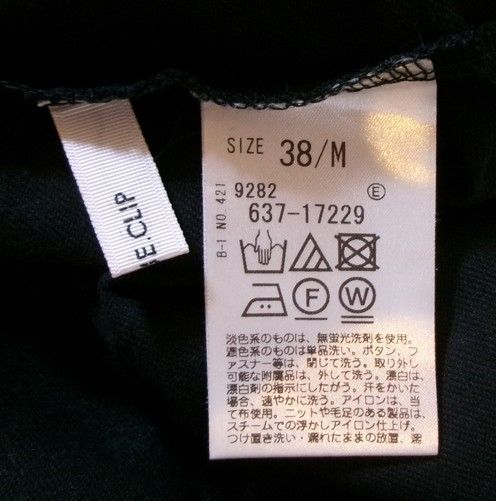 HE CLIP
SIZE 38/M
B-1 NO. 421
9282 E
637-17229
F W
淡色系のものは、無蛍光洗剤を使用。
濃色系のものは単品洗い。ボタン、フ
ァスナー等は、閉じて洗う。取り外し
可能な附属品は、外して洗う。漂白は、
漂白剤の指示にしたがう。汗をかいた
場合、速やかに洗う。アイロンは、当
て布使用。ニットや毛足のある製品は、
スチームでの浮かしアイロン仕上げ。
つけ置き洗い・濡れたままの放置、濡